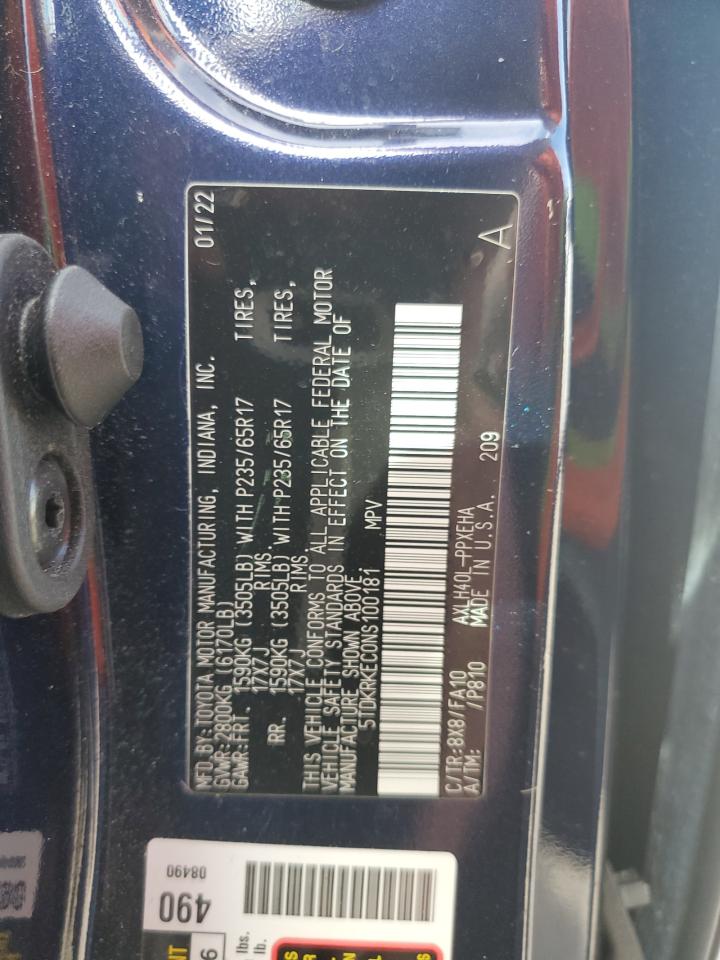 MFD. BY: TOYOTA MOTOR MANUFACTURING, INDIANA, INC. 01/22
GVWR: 2800KG (6170LB)
GAWR: FRT. 1590KG (3505LB) WITH P235/65R17 TIRES,
17X7J RIMS.
RR. 1590KG (3505LB) WITH P235/65R17 TIRES,
17X7J RIMS.
THIS VEHICLE CONFORMS TO ALL APPLICABLE FEDERAL MOTOR
VEHICLE SAFETY STANDARDS IN EFFECT ON THE DATE OF
MANUFACTURE SHOWN ABOVE.
5TDKRKEC0NS100181 MPV
C/TR: 8X8/FA10 AXLH40L-PPXEHA
A/TM: /P810 MADE IN U.S.A. 209 A
490
08490
lbs.
lb.